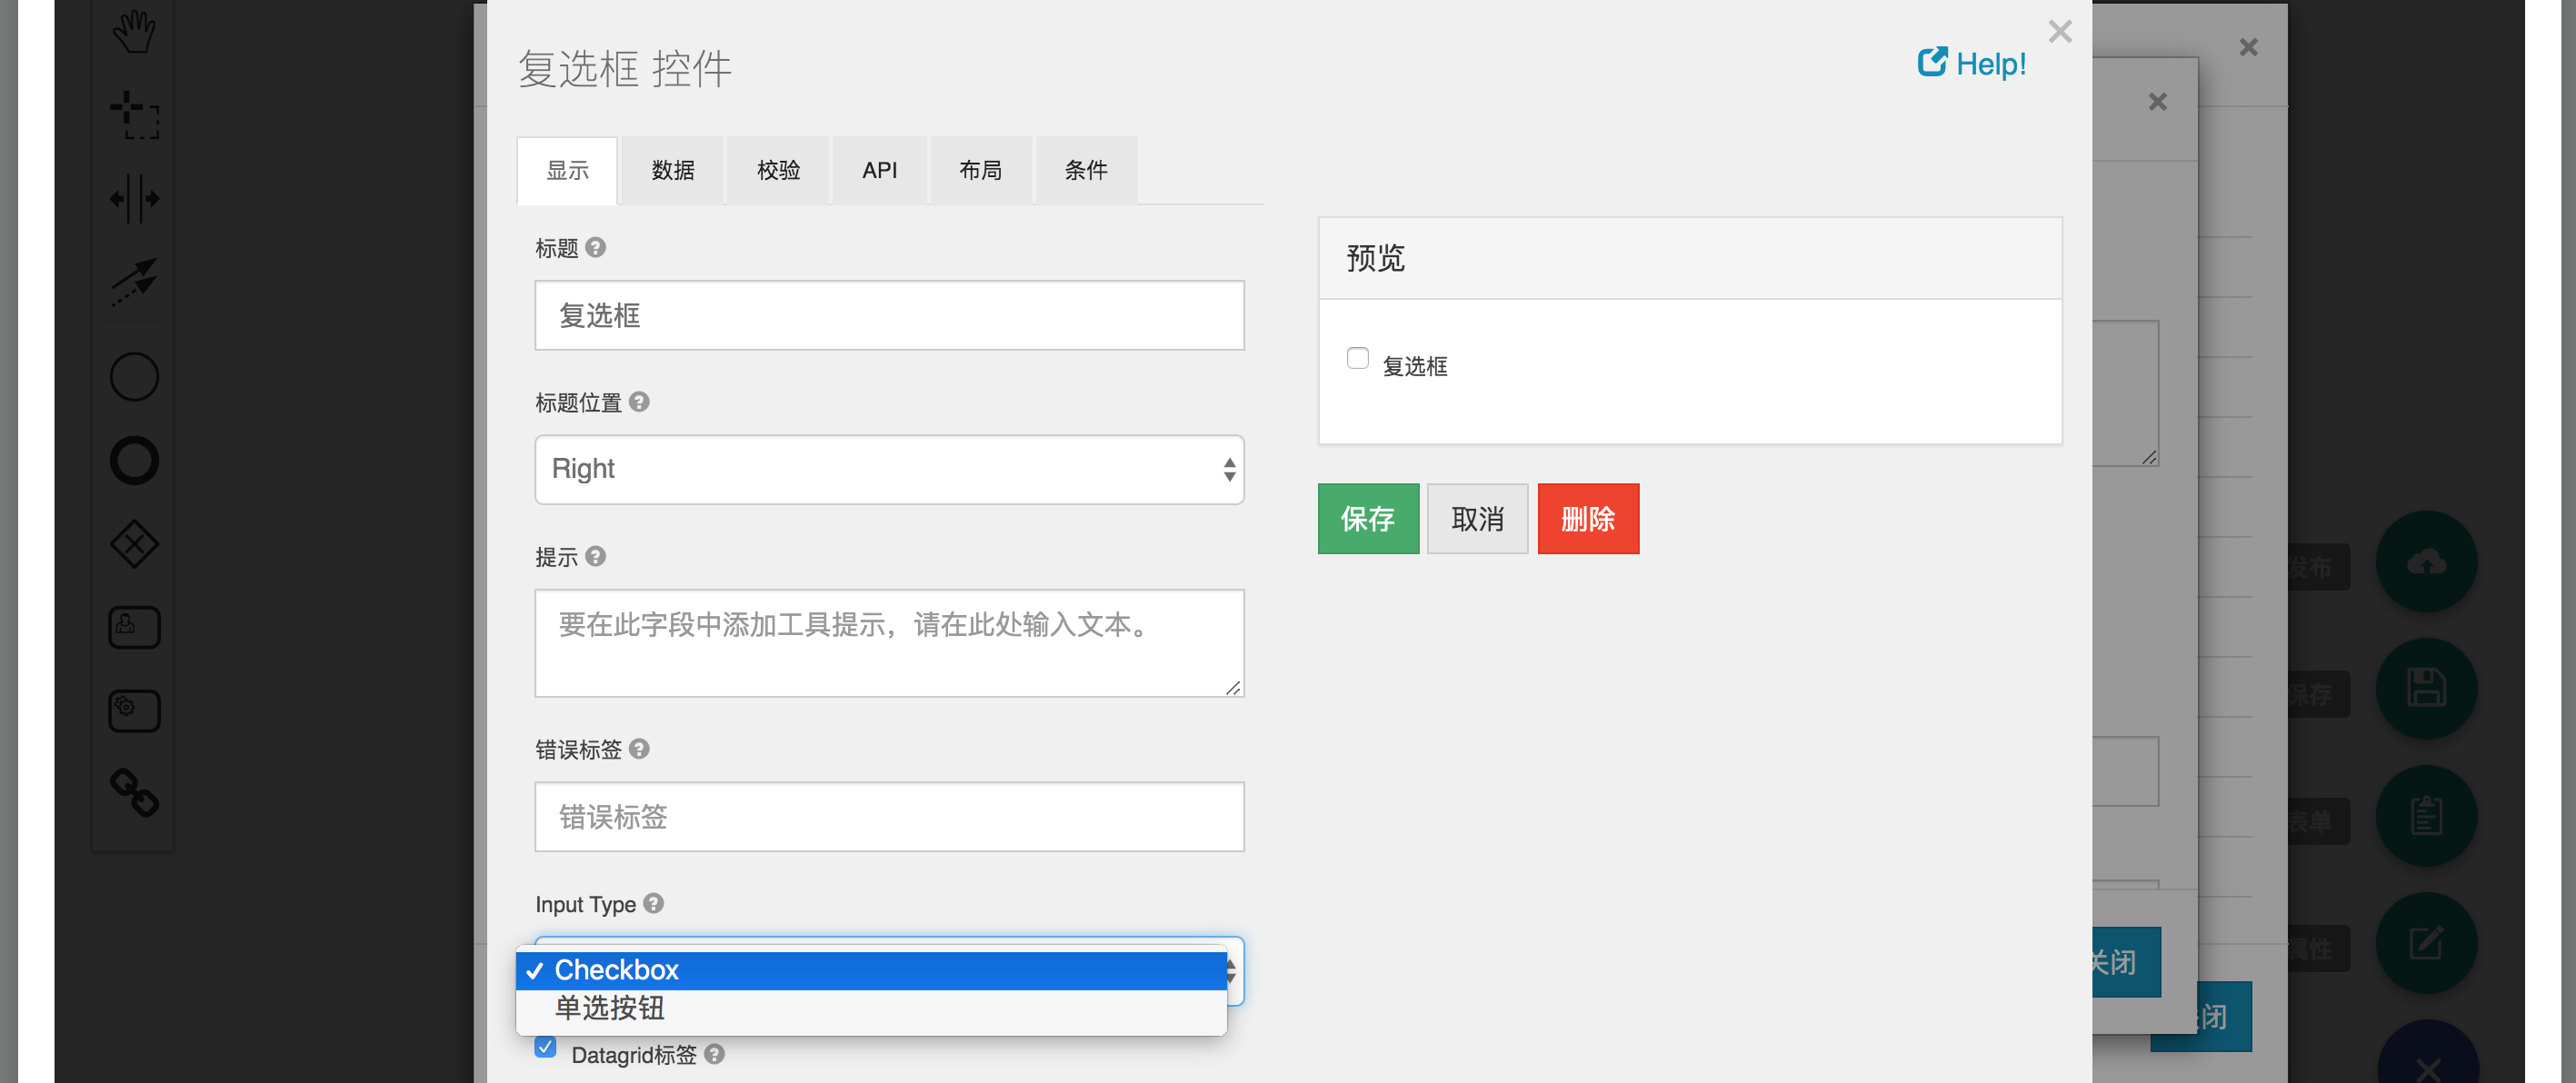 复选框 控件
Help!
显示 数据 校验 API 布局 条件
标题
复选框
标题位置
Right
提示
要在此字段中添加工具提示，请在此处输入文本。
错误标签
错误标签
Input Type
Checkbox
单选按钮
Datagrid标签
预览
复选框
保存 取消 删除
发布
保存
表单
属性
关闭
闭